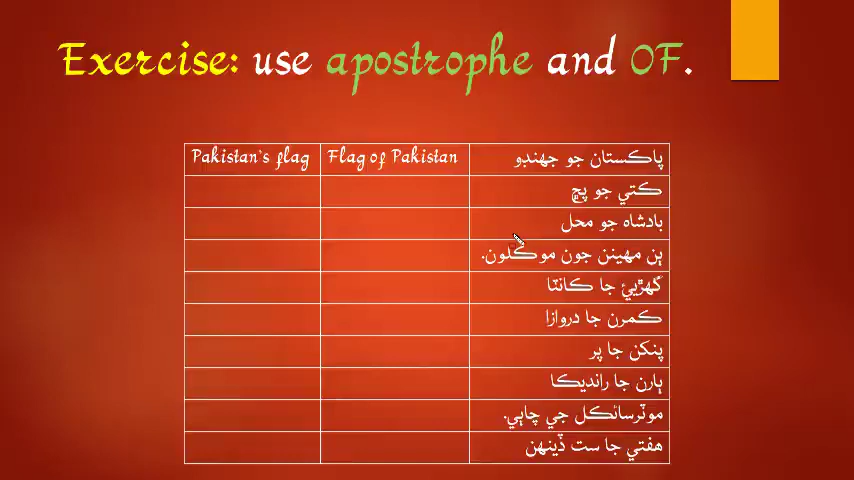 Exercise: use apostrophe and OF.
Pakistan's flag Flag of Pakistan پاڪستان جو جهنڊو
ڪتي جو پڇ
بادشاه جو محل
ٻن مهينن جون موڪلون.
گهڙيءَ جا ڪانٽا
ڪمرن جا دروازا
پنکن جا پر
ٻارن جا رانديڪا
موٽرسائڪل جي چاٻي.
هفتي جا ست ڏينهن